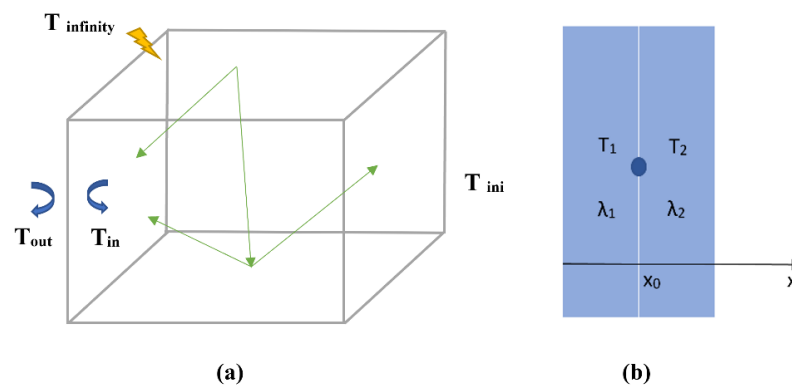 T infinity
T ini
T out
T in
(a)
T₁ T₂
λ₁ λ₂
x₀ x
(b)